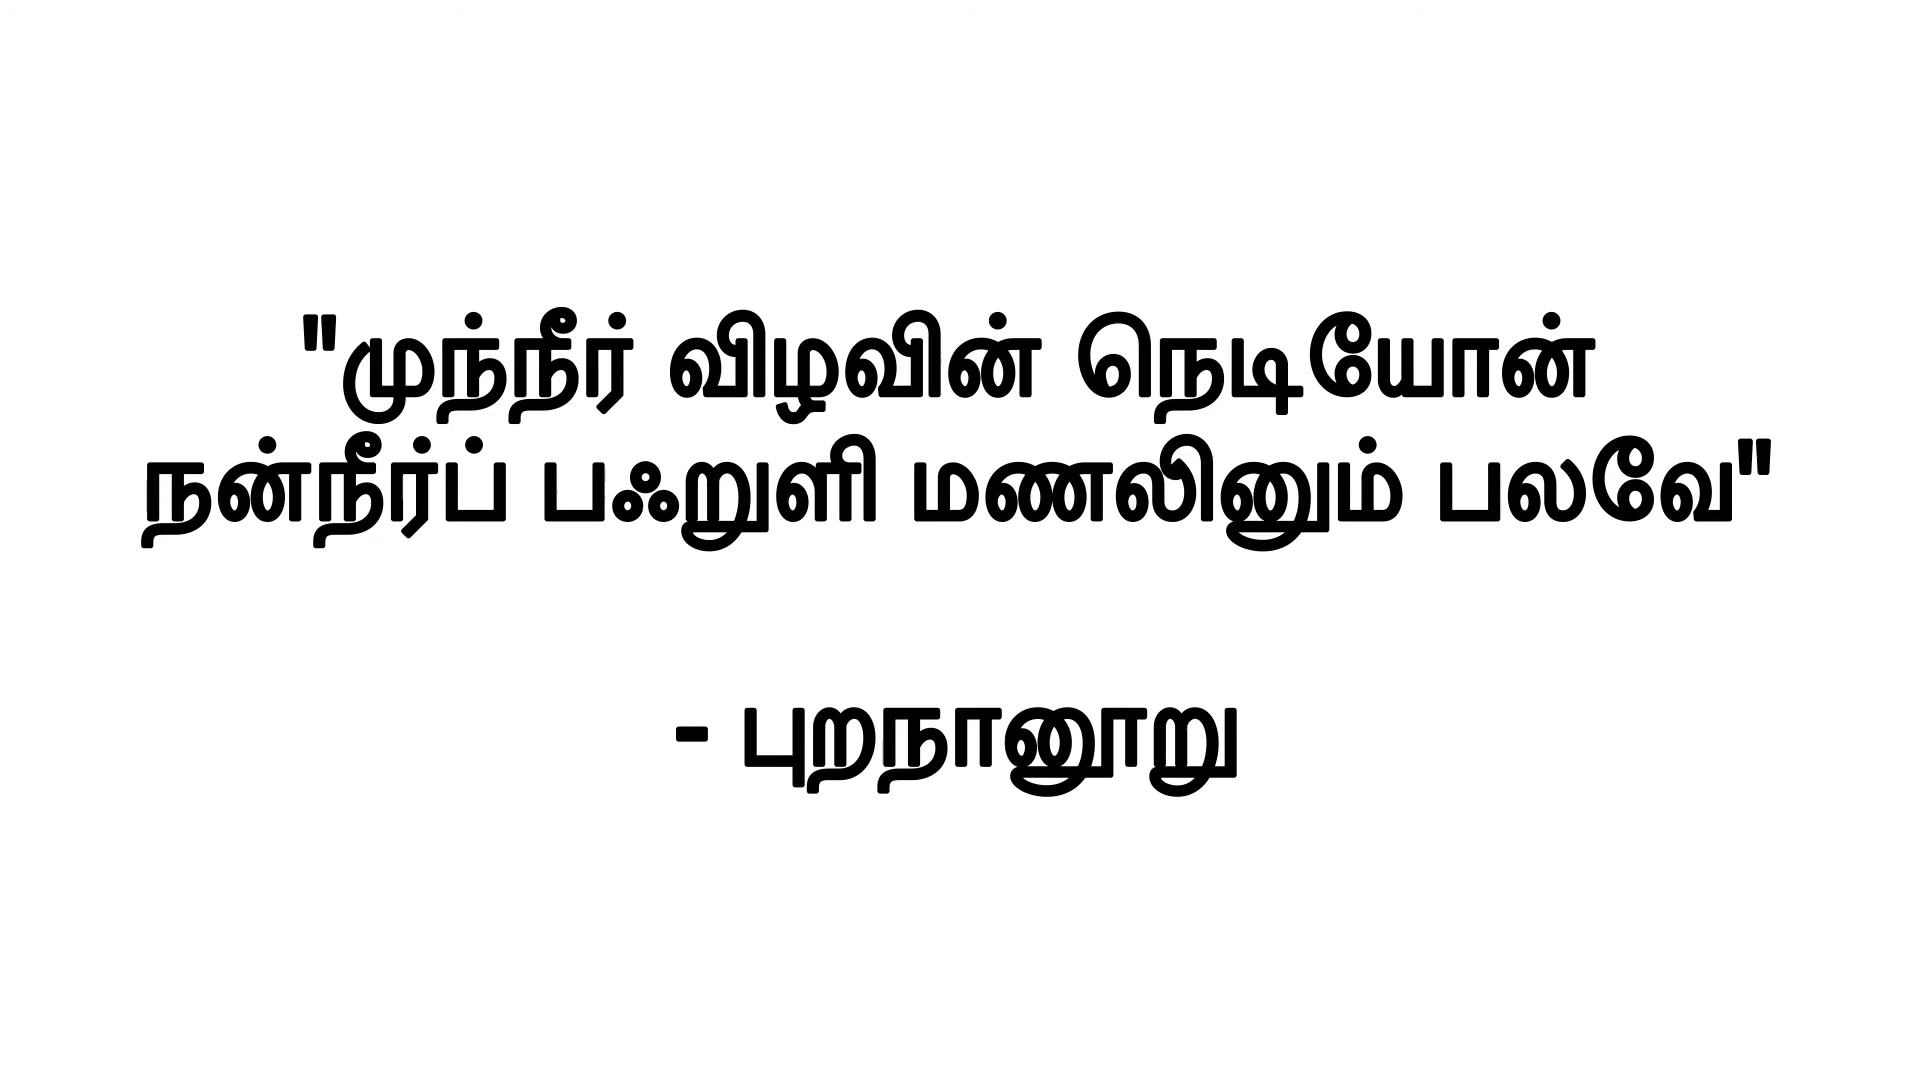 "முந்நீர் விழவின் நெடியோன்
நன்நீர்ப் பஃறுளி மணலினும் பலவே"
- புறநானூறு